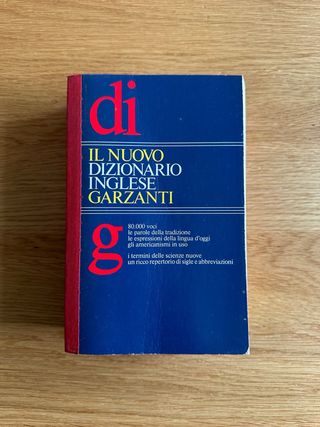 di
IL NUOVO
DIZIONARIO
INGLESE
GARZANTI
g
80.000 voci
le parole della tradizione
le espressioni della lingua d'oggi
gli americanismi in uso
i termini delle scienze nuove
un ricco repertorio di sigle e abbreviazioni